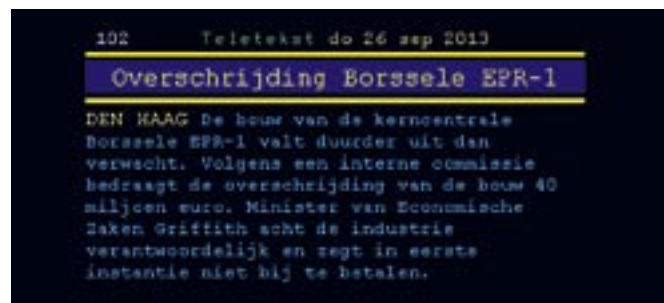 102 Teletekst do 26 sep 2013
Overschrijding Borssele EPR-1
DEN HAAG De bouw van de kerncentrale
Borssele EPR-1 valt duurder uit dan
verwacht. Volgens een interne commissie
bedraagt de overschrijding van de bouw 40
miljoen euro. Minister van Economische
Zaken Griffith acht de industrie
verantwoordelijk en zegt in eerste
instantie niet bij te betalen.